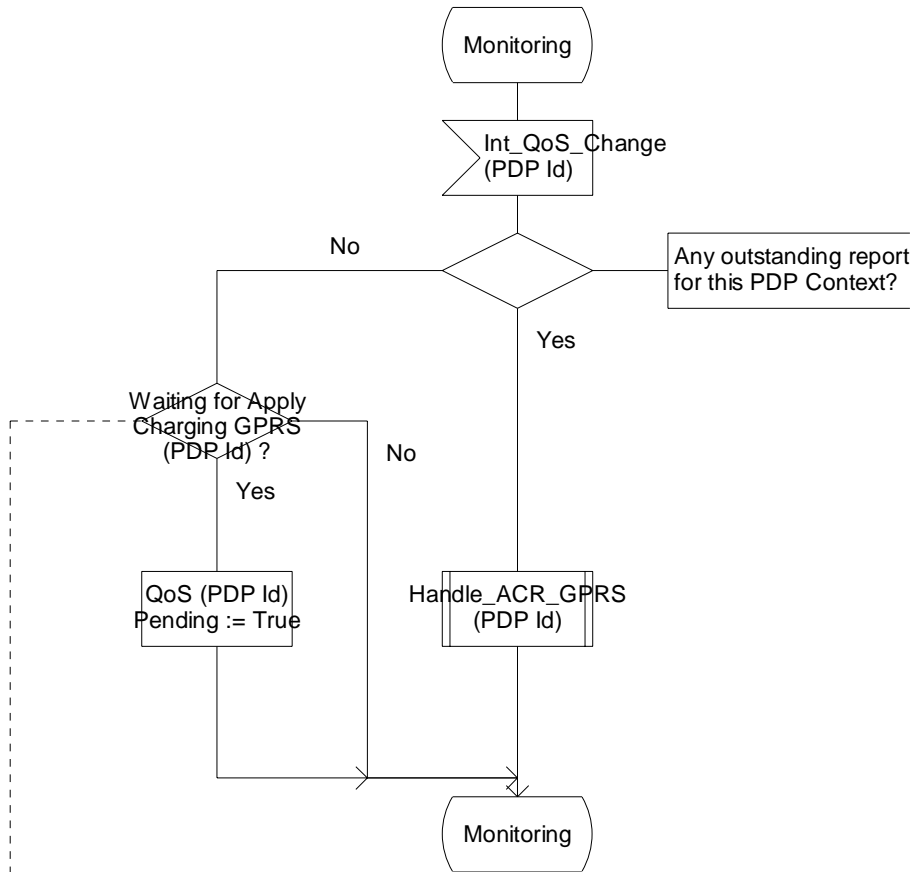 Monitoring
Int_QoS_Change
(PDP Id)
No
Any outstanding report
for this PDP Context?
Yes
Waiting for Apply
Charging GPRS
(PDP Id) ?
No
Yes
QoS (PDP Id)
Pending := True
Handle_ACR_GPRS
(PDP Id)
Monitoring